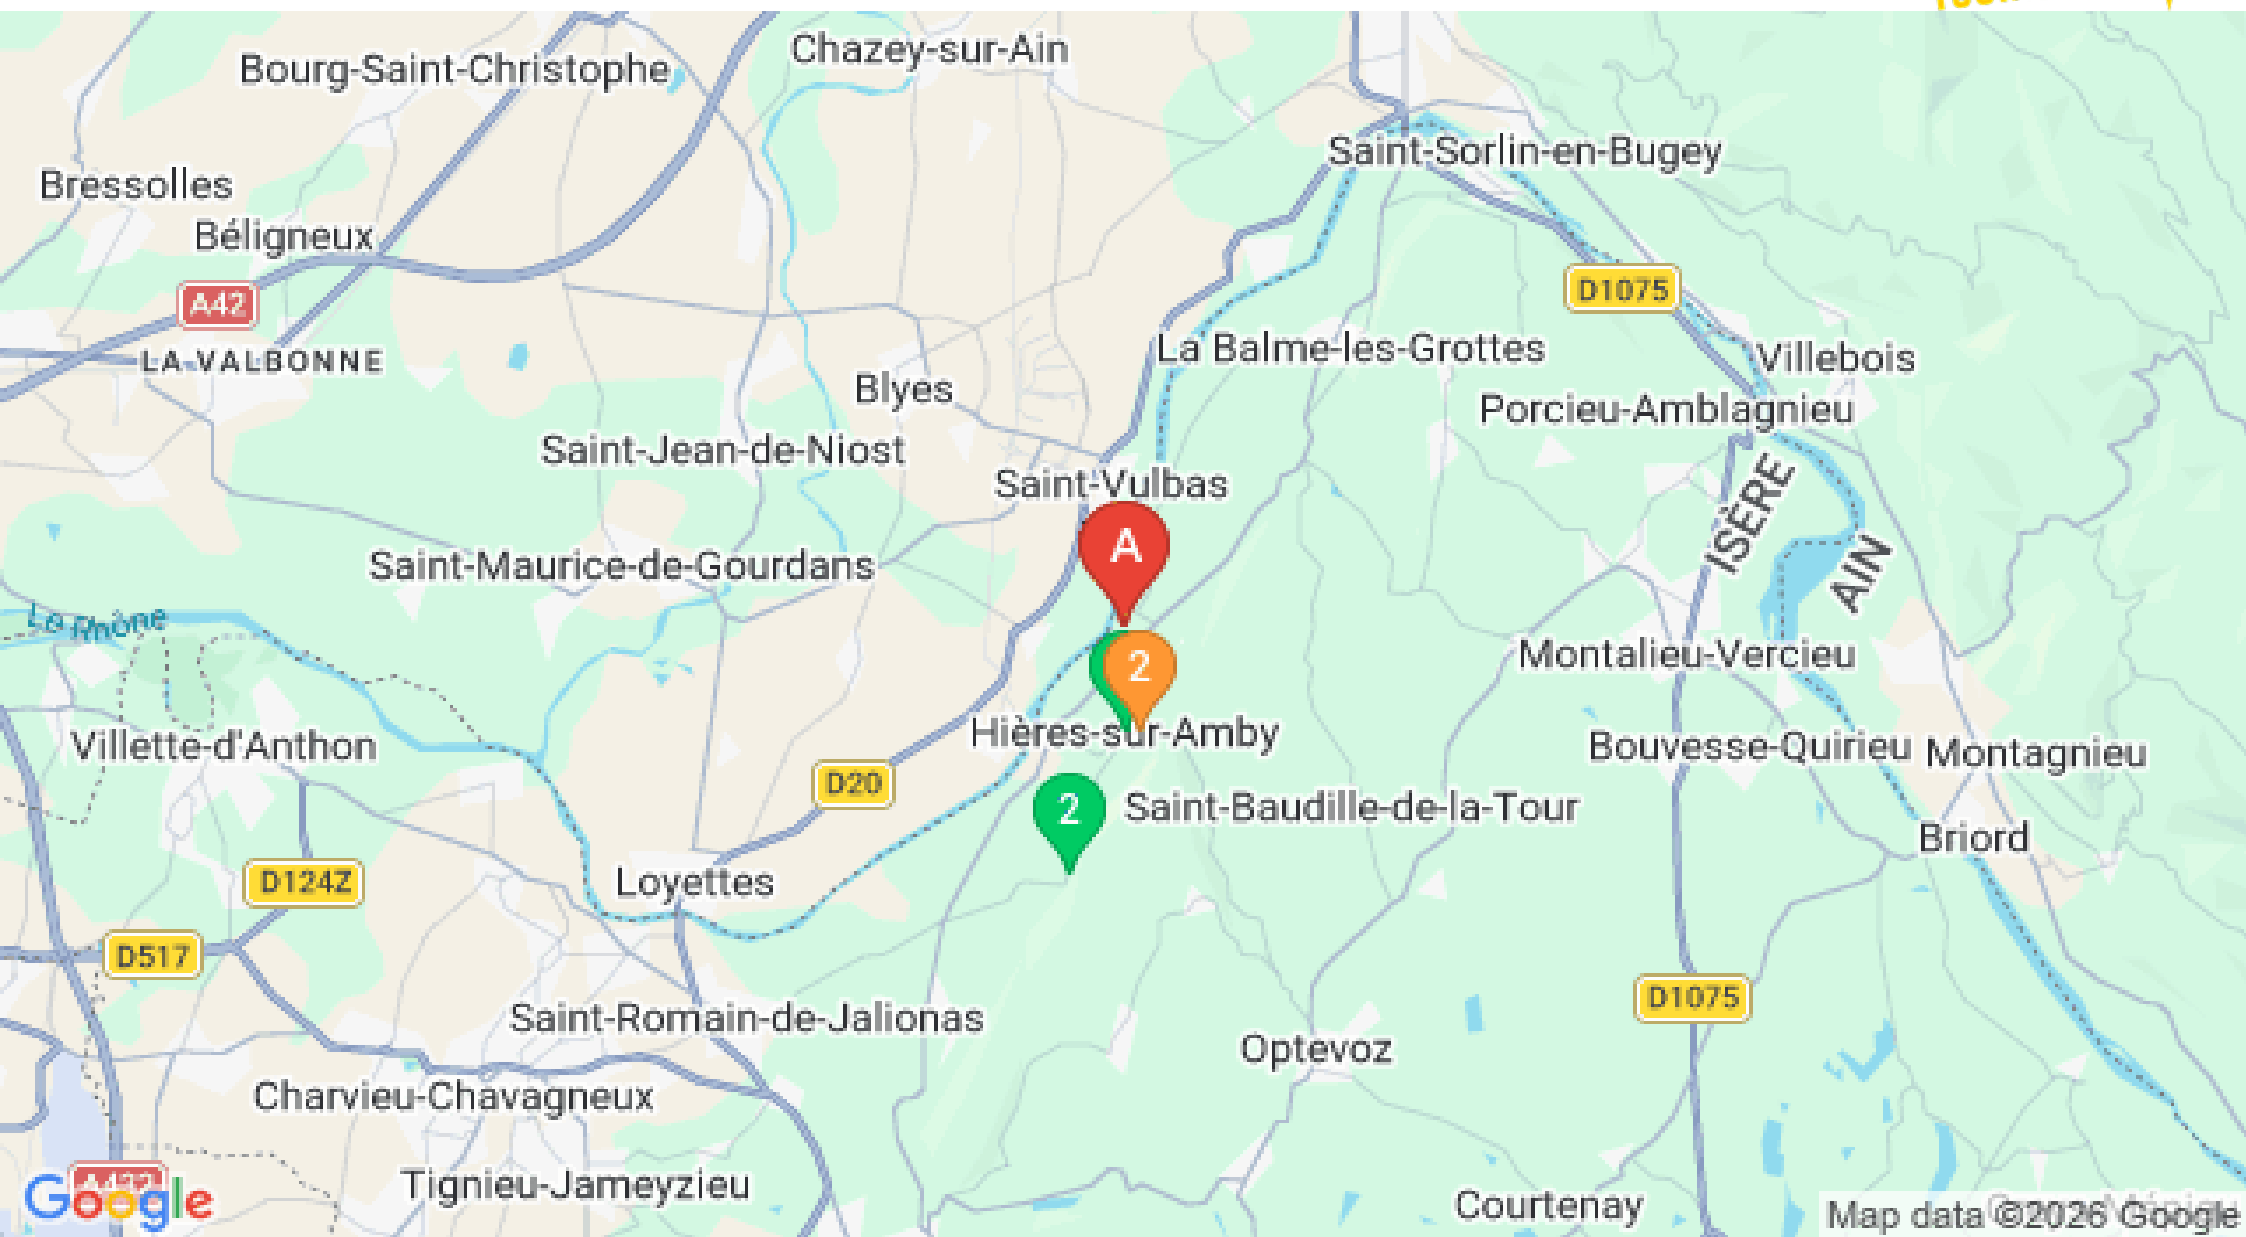 Chazey-sur-Ain
Bourg-Saint-Christophe
Saint-Sorlin-en-Bugey
Bressolles
Béligneux
D1075
A42
LA VALBONNE
La Balme-les-Grottes
Villebois
Blyes
Porcieu-Amblagnieu
Saint-Jean-de-Niost
Saint-Vulbas
ISÈRE
A
Saint-Maurice-de-Gourdans
AIN
Le Rhône
2
Montalieu-Vercieu
Hières-sur-Amby
Villette-d'Anthon
Bouvesse-Quirieu
Montagnieu
D20
2
Saint-Baudille-de-la-Tour
Briord
D124Z
Loyettes
D517
D1075
Saint-Romain-de-Jalionas
Optevoz
Charvieu-Chavagneux
Tignieu-Jameyzieu
Google
Courtenay
Map data ©2026 Google